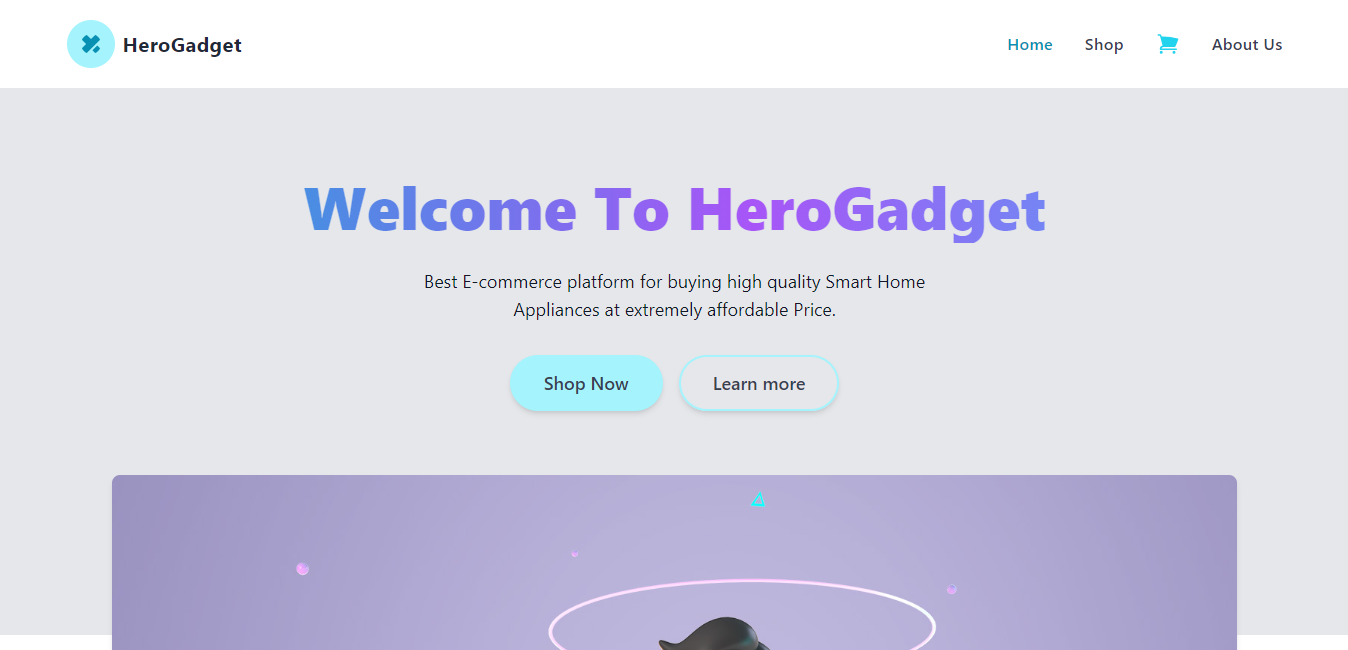 HeroGadget
Home
Shop
About Us
Welcome To HeroGadget
Best E-commerce platform for buying high quality Smart Home
Appliances at extremely affordable Price.
Shop Now
Learn more